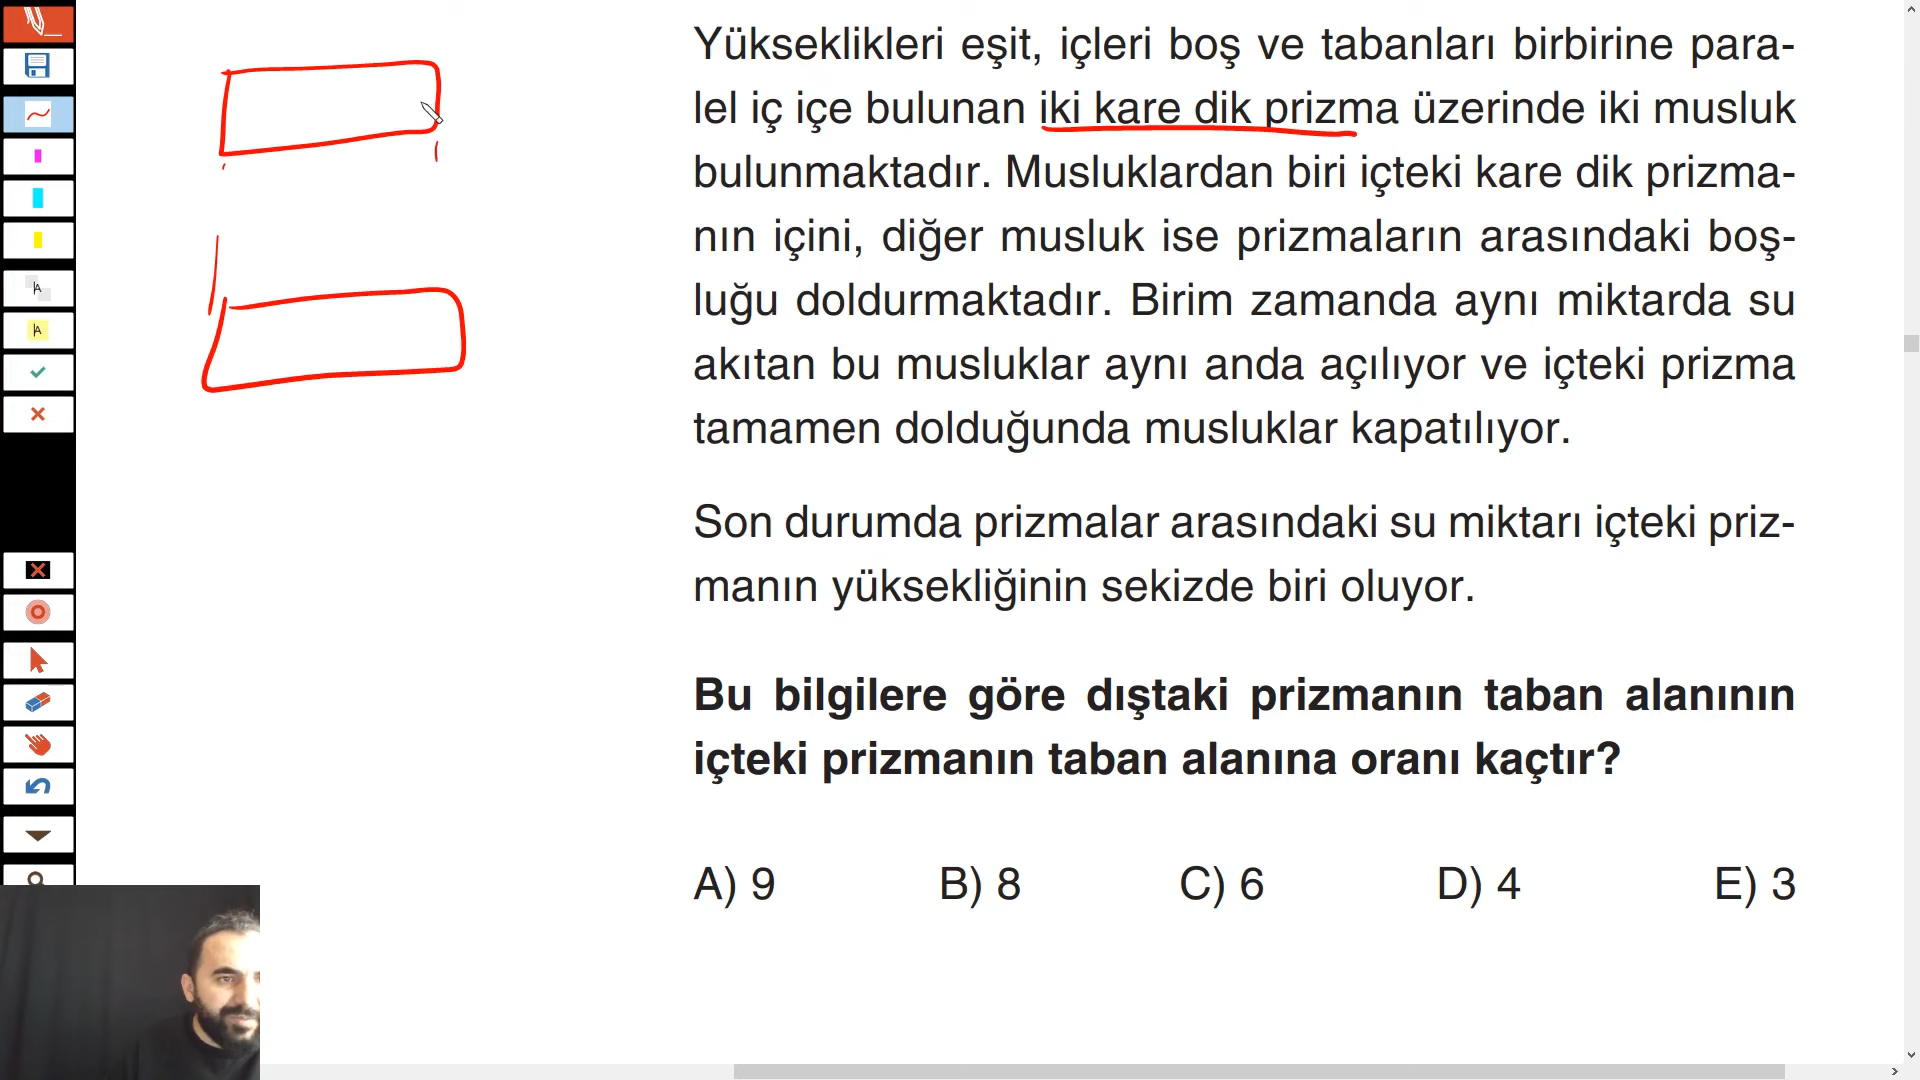 Yükseklikleri eşit, içleri boş ve tabanları birbirine para-
lel iç içe bulunan iki kare dik prizma üzerinde iki musluk
bulunmaktadır. Musluklardan biri içteki kare dik prizma-
nın içini, diğer musluk ise prizmaların arasındaki boş-
luğu doldurmaktadır. Birim zamanda aynı miktarda su
akıtan bu musluklar aynı anda açılıyor ve içteki prizma
tamamen dolduğunda musluklar kapatılıyor.
Son durumda prizmalar arasındaki su miktarı içteki priz-
manın yüksekliğinin sekizde biri oluyor.
Bu bilgilere göre dıştaki prizmanın taban alanının
içteki prizmanın taban alanına oranı kaçtır?
A) 9 B) 8 C) 6 D) 4 E) 3